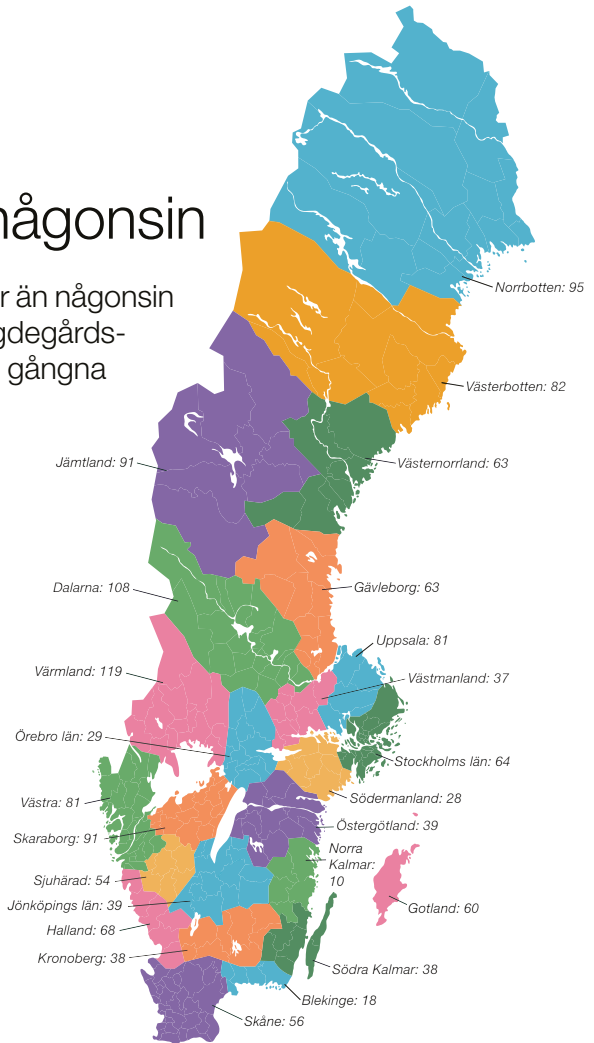 någonsin
r än någonsin
gdegårds-
gångna
Norrbotten: 95
Västerbotten: 82
Västernorrland: 63
Jämtland: 91
Gävleborg: 63
Dalarna: 108
Uppsala: 81
Värmland: 119
Västmanland: 37
Örebro län: 29
Stockholms län: 64
Södermanland: 28
Västra: 81
Östergötland: 39
Skaraborg: 91
Norra
Kalmar:
10
Sjuhärad: 54
Jönköpings län: 39
Gotland: 60
Halland: 68
Kronoberg: 38
Södra Kalmar: 38
Blekinge: 18
Skåne: 56